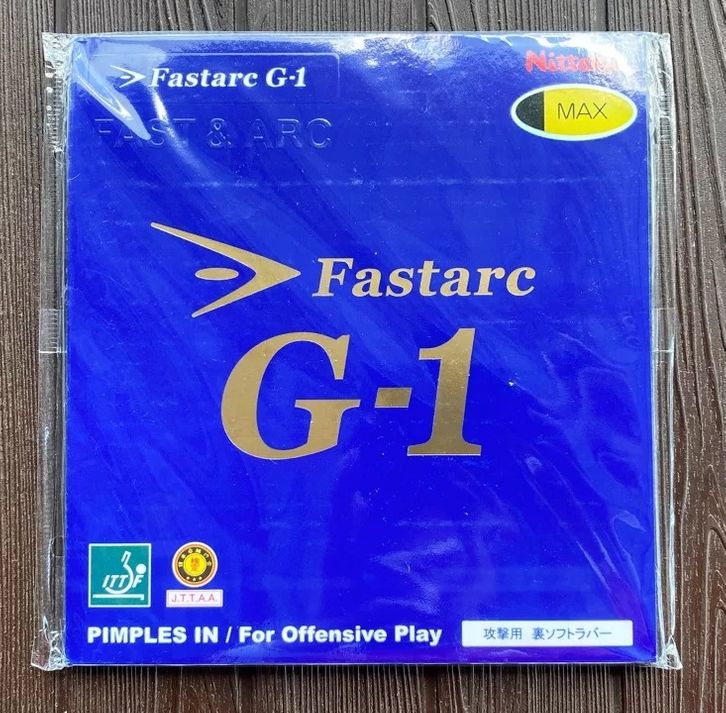 Fastarc G-1
Nittaku
MAX
FAST & ARC
Fastarc
G-1
ITTF
J.T.T.A.A.
PIMPLES IN / For Offensive Play
攻撃用 裏ソフトラバー